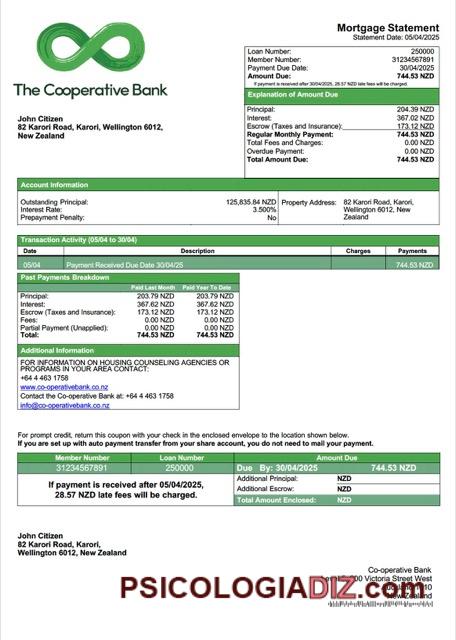 Mortgage Statement
Statement Date: 05/04/2025
The Cooperative Bank
Loan Number: 250000
Member Number: 31234567891
Payment Due Date: 30/04/2025
Amount Due: 744.53 NZD
If payment is received after 30/04/2025, 28.57 NZD late fees will be charged.
Explanation of Amount Due
Principal: 204.39 NZD
Interest: 367.02 NZD
Escrow (Taxes and Insurance): 173.12 NZD
Regular Monthly Payment: 744.53 NZD
Total Fees and Charges: 0.00 NZD
Overdue Payment: 0.00 NZD
Total Amount Due: 744.53 NZD
John Citizen
82 Karori Road, Karori, Wellington 6012,
New Zealand
Account Information
Outstanding Principal: 125,835.84 NZD
Interest Rate: 3.500%
Prepayment Penalty: No
Property Address: 82 Karori Road, Karori,
Wellington 6012, New
Zealand
Transaction Activity (05/04 to 30/04)
Date Description Charges Payments
05/04 Payment Received Due Date 30/04/25 744.53 NZD
Past Payments Breakdown
Paid Last Month Paid Year To Date
Principal: 203.79 NZD 203.79 NZD
Interest: 367.62 NZD 367.62 NZD
Escrow (Taxes and Insurance): 173.12 NZD 173.12 NZD
Fees: 0.00 NZD 0.00 NZD
Partial Payment (Unapplied): 0.00 NZD 0.00 NZD
Total: 744.53 NZD 744.53 NZD
Additional Information
FOR INFORMATION ON HOUSING COUNSELING AGENCIES OR
PROGRAMS IN YOUR AREA CONTACT:
+64 4 463 1758
www.co-operativebank.co.nz
Contact the Co-operative Bank at: +64 4 463 1758
info@co-operativebank.co.nz
For prompt credit, return this coupon with your check in the enclosed envelope to the location shown below.
If you are set up with auto payment transfer from your share account, you do not need to mail your payment.
Member Number Loan Number Amount Due
31234567891 250000 Due By: 30/04/2025 744.53 NZD
If payment is received after 05/04/2025,
28.57 NZD late fees will be charged.
Additional Principal: NZD
Additional Escrow: NZD
Total Amount Enclosed: NZD
John Citizen
82 Karori Road, Karori,
Wellington 6012, New Zealand
Co-operative Bank
Victoria Street West
New Zealand
PSICOLOGIADIZ.com